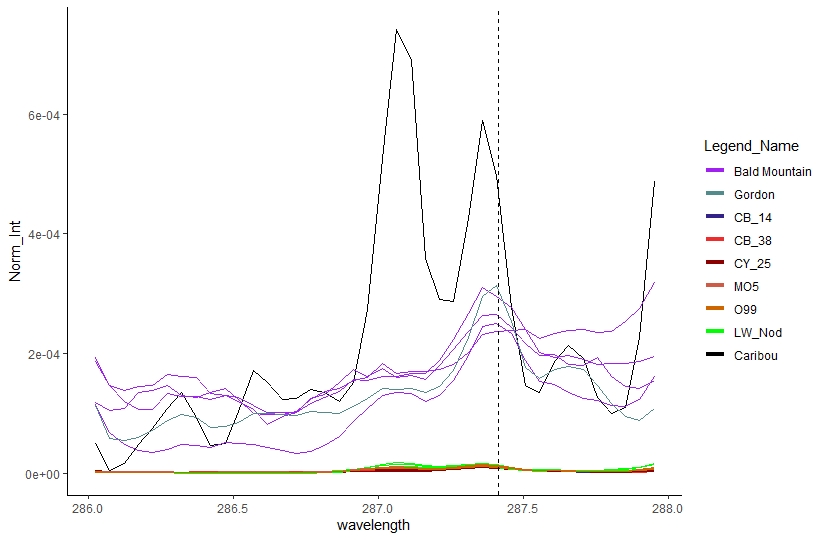 6e-04
4e-04
2e-04
0e+00
Norm_Int
286.0
286.5
287.0
287.5
288.0
wavelength
Legend_Name
Bald Mountain
Gordon
CB_14
CB_38
CY_25
MO5
O99
LW_Nod
Caribou